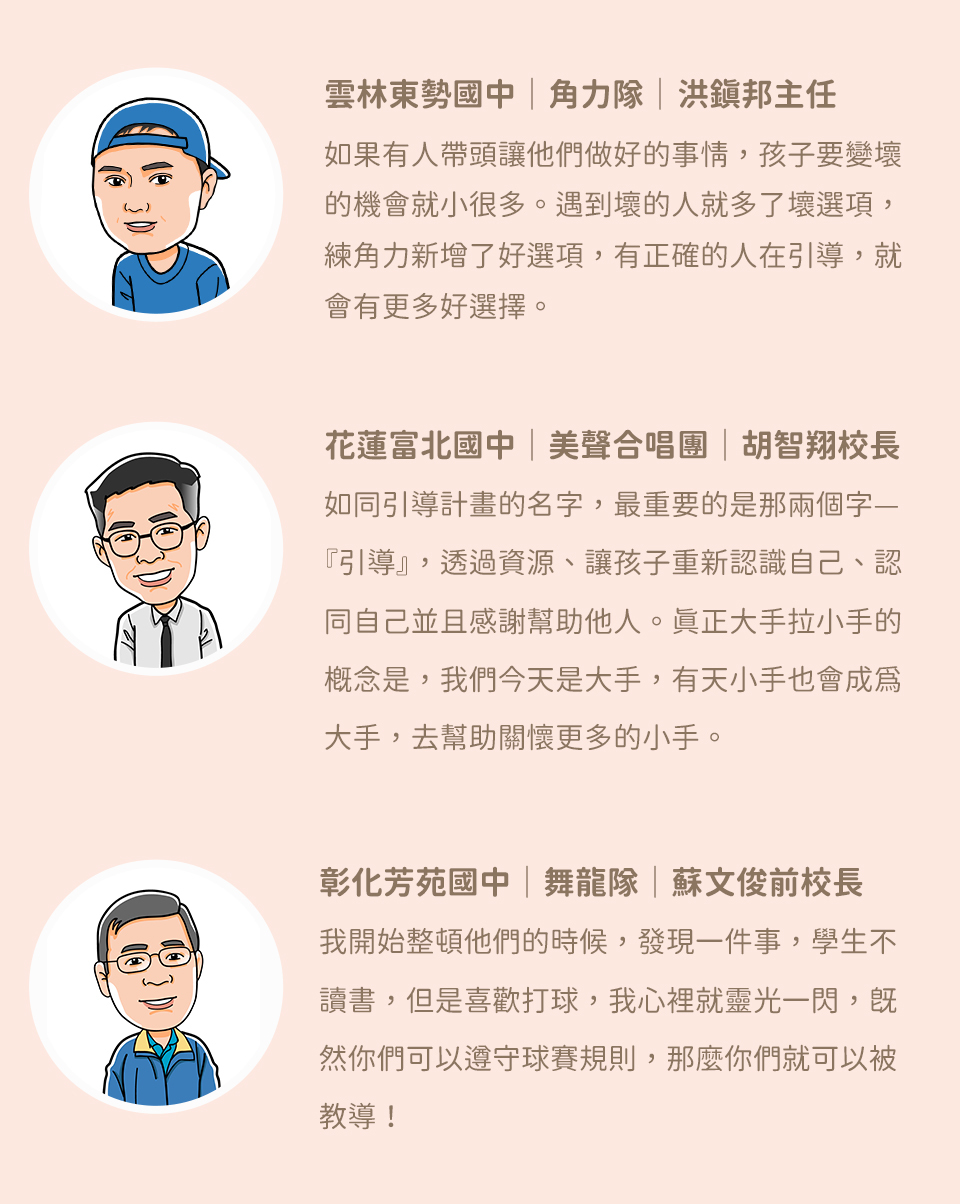 雲林東勢國中｜角力隊｜洪鎭邦主任
如果有人帶頭讓他們做好的事情，孩子要變壞
的機會就小很多。遇到壞的人就多了壞選項，
練角力新增了好選項，有正確的人在引導，就
會有更多好選擇。
花蓮富北國中｜美聲合唱團｜胡智翔校長
如同引導計畫的名字，最重要的是那兩個字—
『引導』，透過資源、讓孩子重新認識自己、認
同自己並且感謝幫助他人。眞正大手拉小手的
概念是，我們今天是大手，有天小手也會成爲
大手，去幫助關懷更多的小手。
彰化芳苑國中｜舞龍隊｜蘇文俊前校長
我開始整頓他們的時候，發現一件事，學生不
讀書，但是喜歡打球，我心裡就靈光一閃，旣
然你們可以遵守球賽規則，那麼你們就可以被
教導！